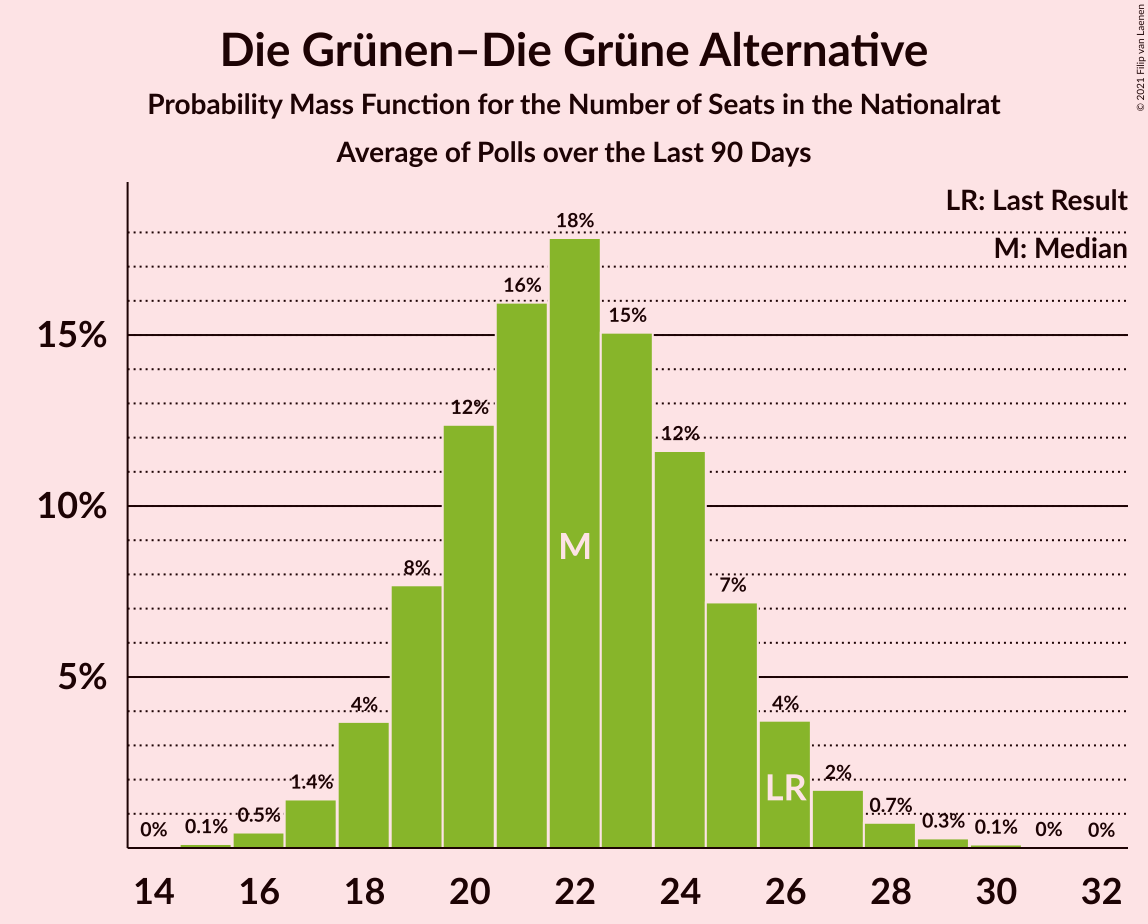 Die Grünen–Die Grüne Alternative
Probability Mass Function for the Number of Seats in the Nationalrat
Average of Polls over the Last 90 Days
© 2021 Filip van Laenen
LR: Last Result
M: Median
15%
10%
5%
0%
0.1%
0.5%
1.4%
4%
8%
12%
16%
18%
15%
12%
7%
4%
2%
0.7%
0.3%
0.1%
0%
0%
M
LR
14 16 18 20 22 24 26 28 30 32